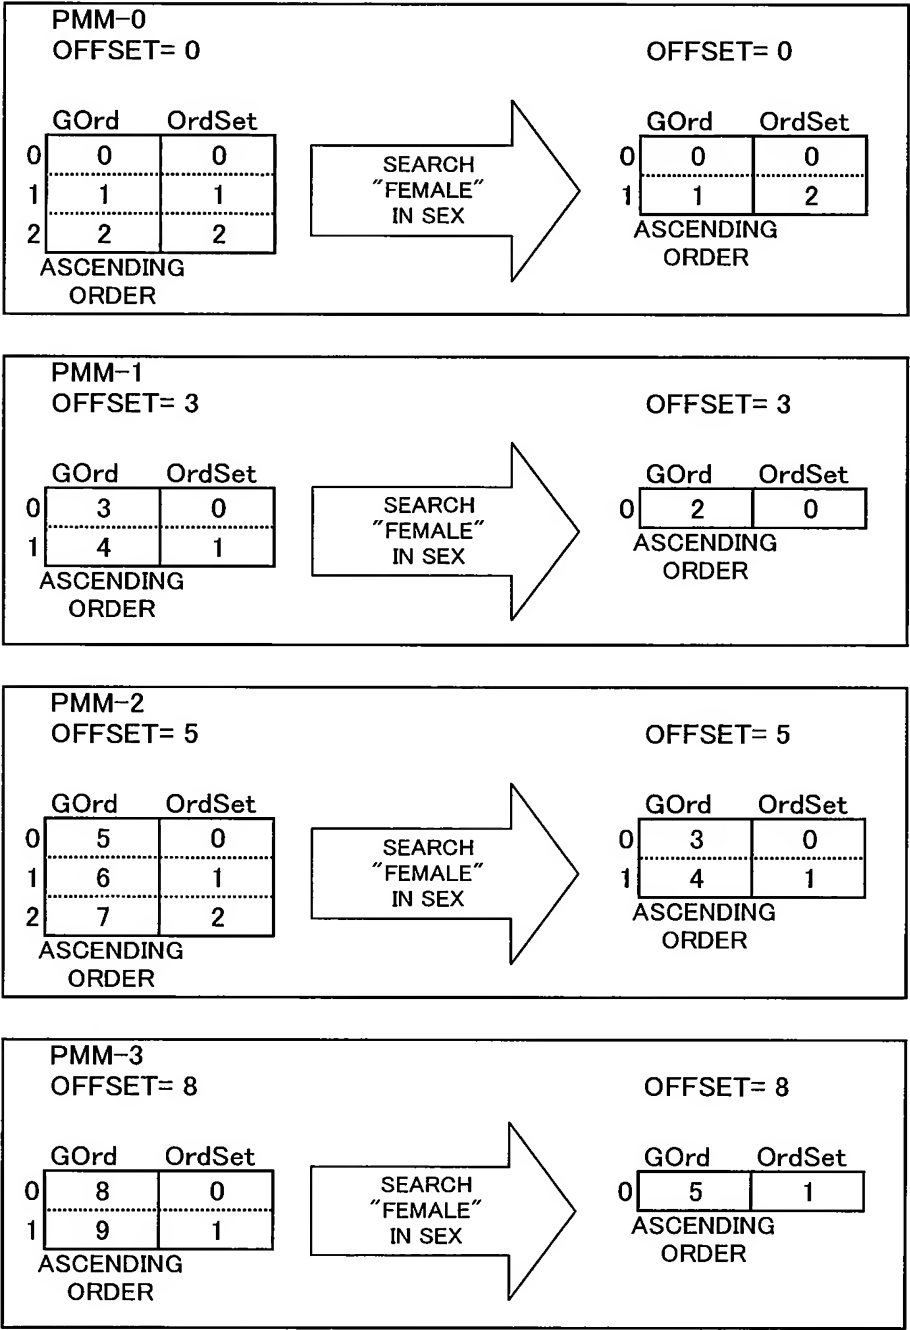 PMM-0
OFFSET= 0 OFFSET= 0
GOrd OrdSet GOrd OrdSet
0 0 0 SEARCH 0 0 0
1 1 1 "FEMALE" 1 1 2
2 2 2 IN SEX ASCENDING
ASCENDING ORDER
ORDER
PMM-1
OFFSET= 3 OFFSET= 3
GOrd OrdSet GOrd OrdSet
0 3 0 SEARCH 0 2 0
1 4 1 "FEMALE" ASCENDING
ASCENDING IN SEX ORDER
ORDER
PMM-2
OFFSET= 5 OFFSET= 5
GOrd OrdSet GOrd OrdSet
0 5 0 SEARCH 0 3 0
1 6 1 "FEMALE" 1 4 1
2 7 2 IN SEX ASCENDING
ASCENDING ORDER
ORDER
PMM-3
OFFSET= 8 OFFSET= 8
GOrd OrdSet GOrd OrdSet
0 8 0 SEARCH 0 5 1
1 9 1 "FEMALE" ASCENDING
ASCENDING IN SEX ORDER
ORDER